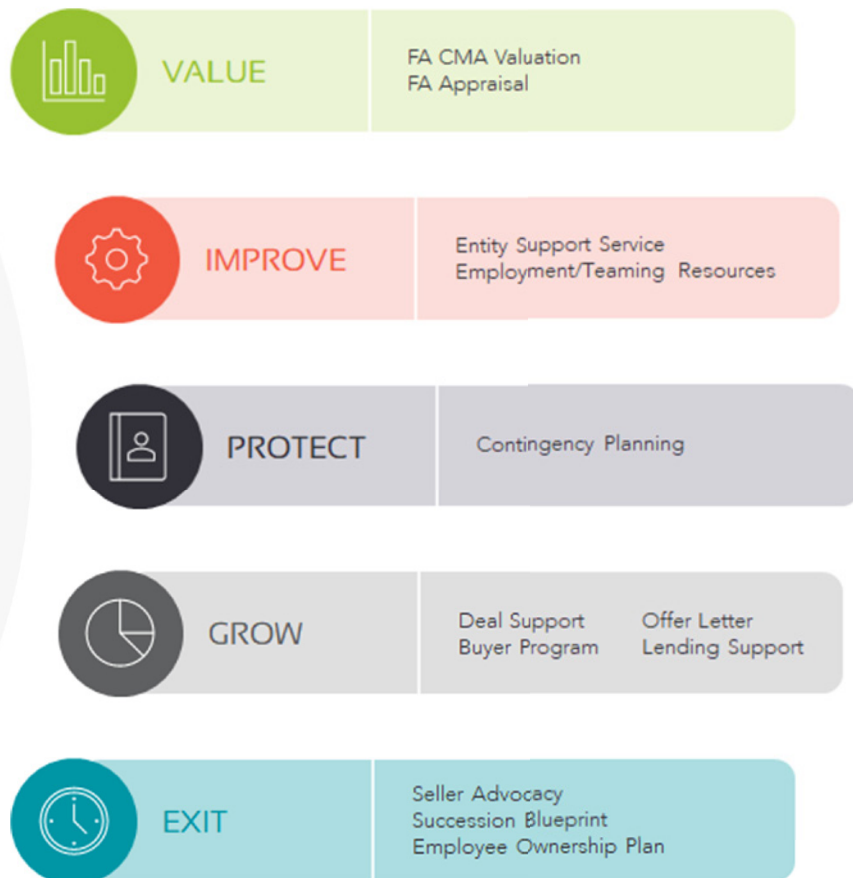 VALUE
FA CMA Valuation
FA Appraisal
IMPROVE
Entity Support Service
Employment/Teaming Resources
PROTECT
Contingency Planning
GROW
Deal Support
Buyer Program
Offer Letter
Lending Support
EXIT
Seller Advocacy
Succession Blueprint
Employee Ownership Plan